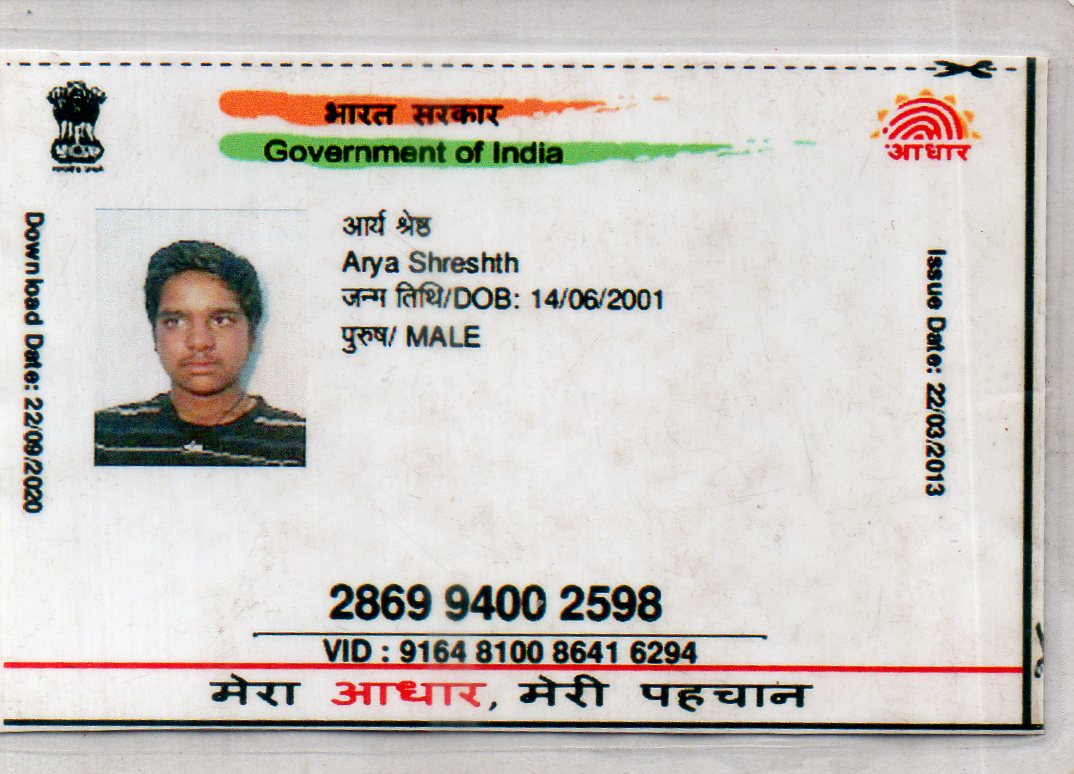 भारत सरकार
Government of India
आधार
Download Date: 22/09/2020
आर्य श्रेष्ठ
Arya Shreshth
जन्म तिथि/DOB: 14/06/2001
पुरुष/ MALE
Issue Date: 22/03/2013
2869 9400 2598
VID : 9164 8100 8641 6294
मेरा आधार, मेरी पहचान